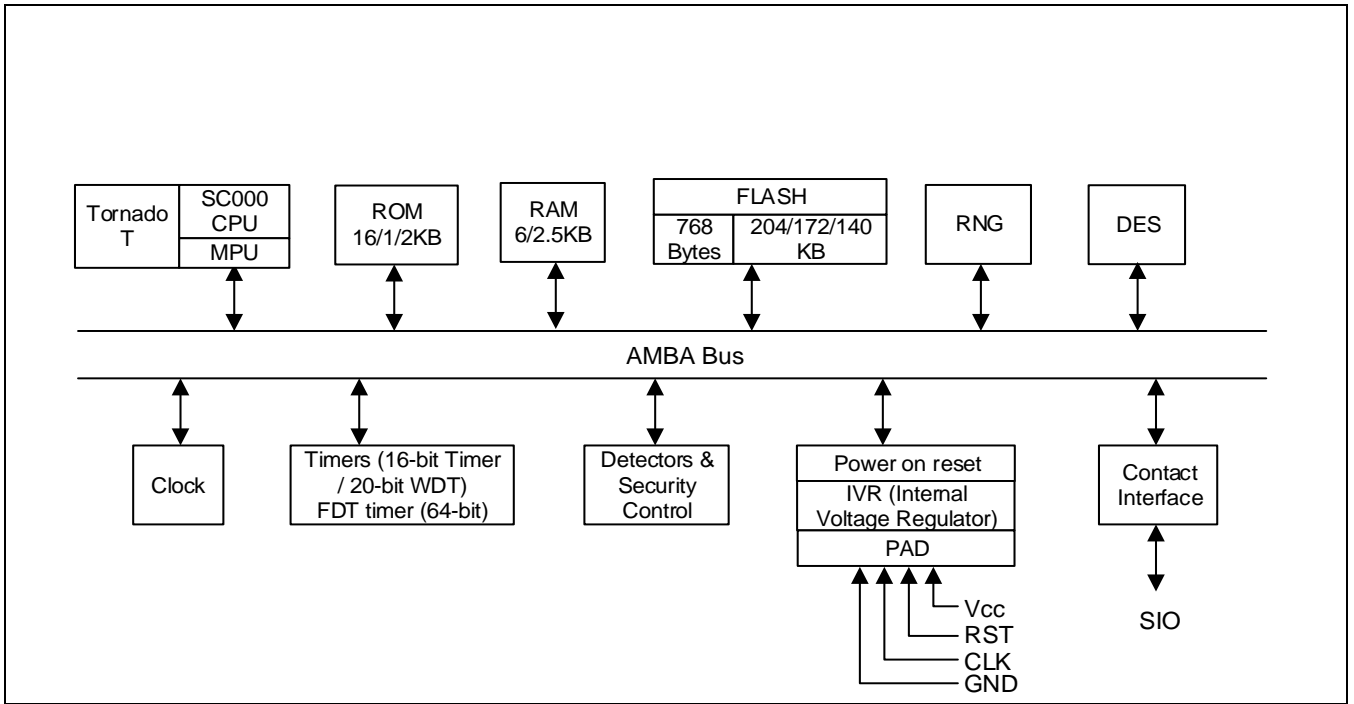 Tornado
T
SC000
CPU
MPU
ROM
16/1/2KB
RAM
6/2.5KB
FLASH
768
Bytes
204/172/140
KB
RNG
DES
AMBA Bus
Clock
Timers (16-bit Timer
/ 20-bit WDT)
FDT timer (64-bit)
Detectors &
Security
Control
Power on reset
IVR (Internal
Voltage Regulator)
PAD
Contact
Interface
Vcc
RST
CLK
GND
SIO